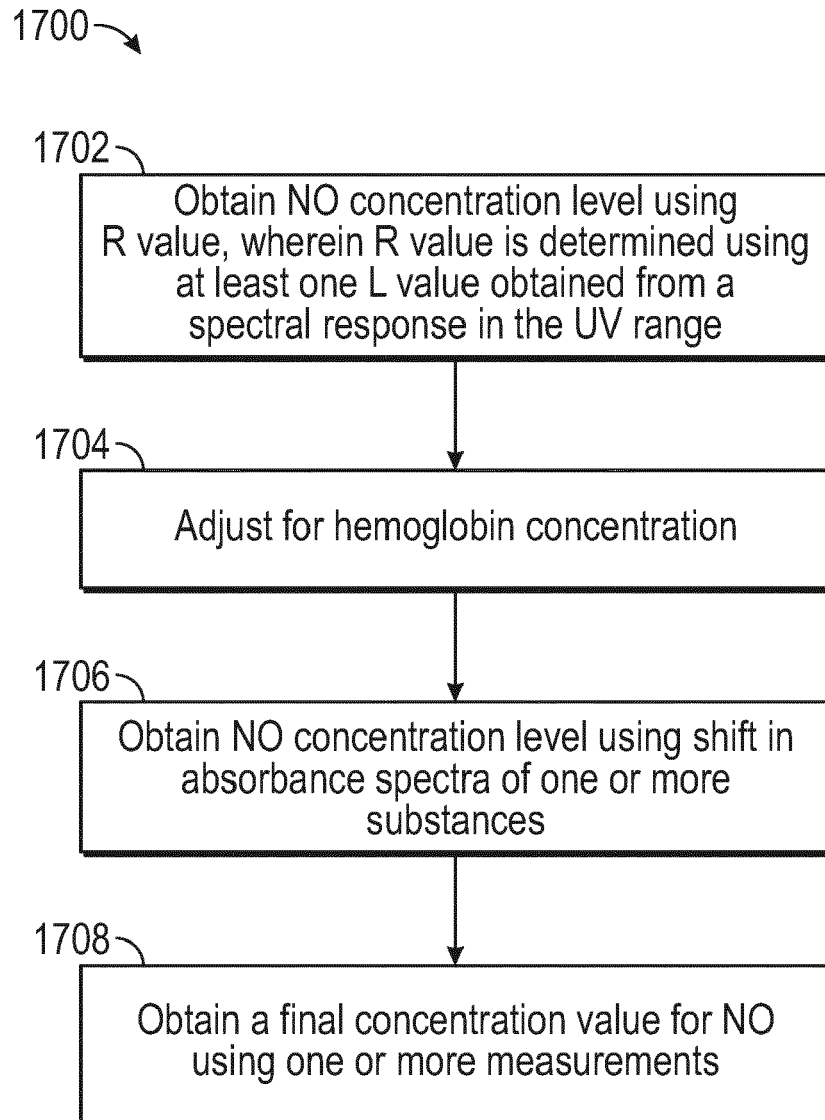 1700
1702
Obtain NO concentration level using
R value, wherein R value is determined using
at least one L value obtained from a
spectral response in the UV range
1704
Adjust for hemoglobin concentration
1706
Obtain NO concentration level using shift in
absorbance spectra of one or more
substances
1708
Obtain a final concentration value for NO
using one or more measurements